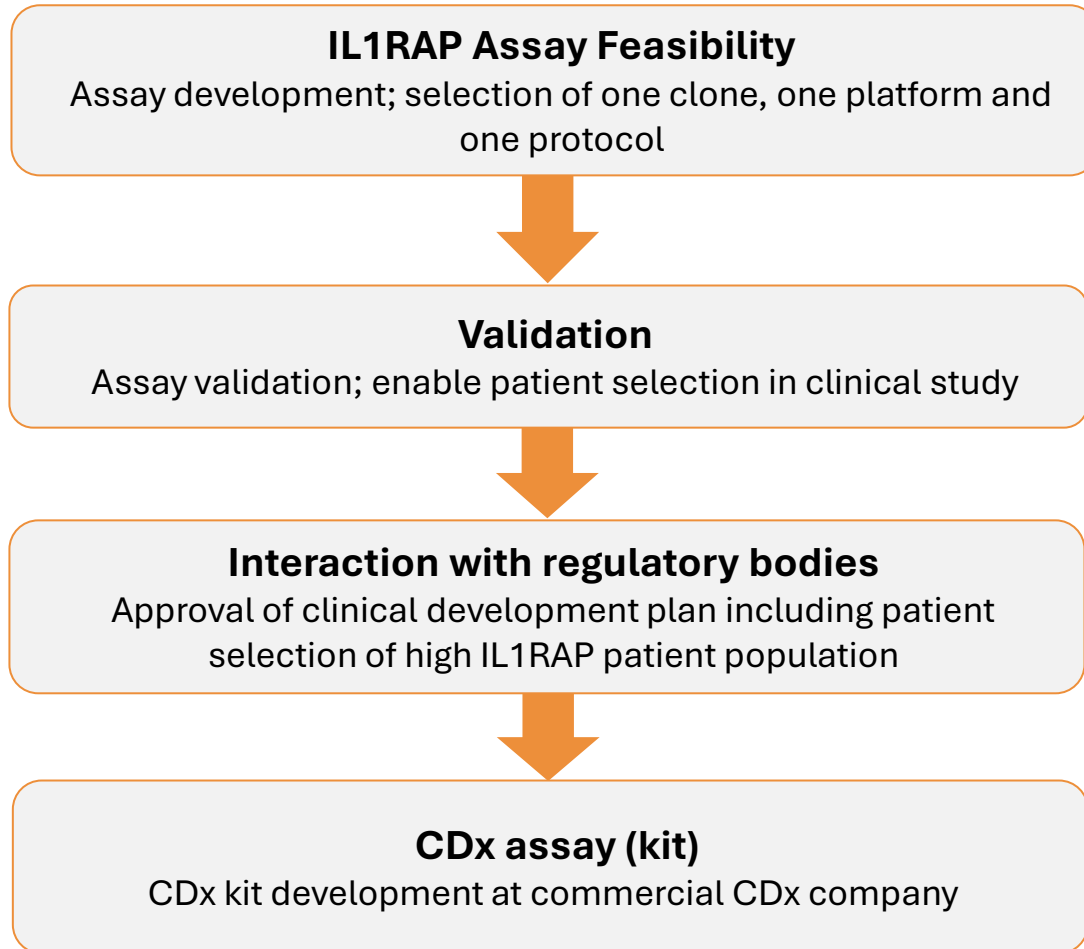 IL1RAP Assay Feasibility
Assay development; selection of one clone, one platform and
one protocol
Validation
Assay validation; enable patient selection in clinical study
Interaction with regulatory bodies
Approval of clinical development plan including patient
selection of high IL1RAP patient population
CDx assay (kit)
CDx kit development at commercial CDx company